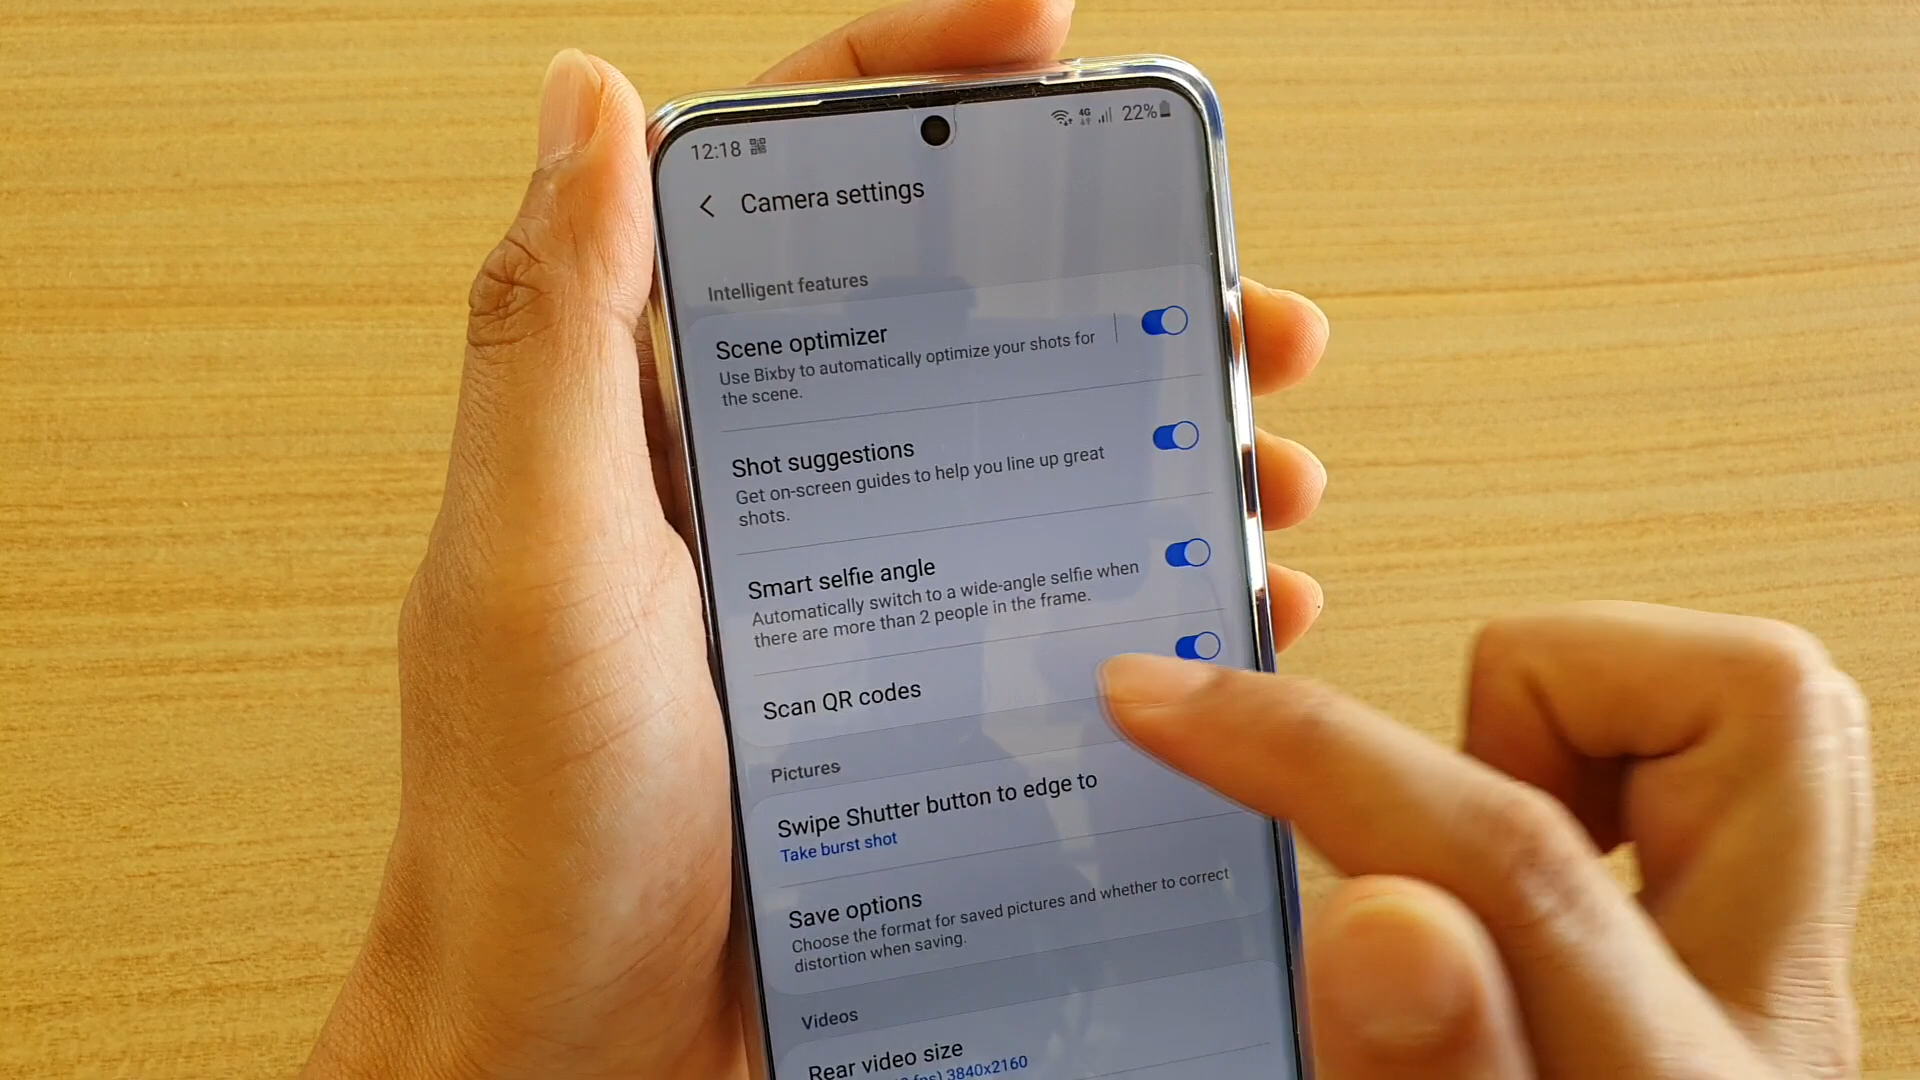 12:18
4G
22%
Camera settings
Intelligent features
Scene optimizer
Use Bixby to automatically optimize your shots for
the scene.
Shot suggestions
Get on-screen guides to help you line up great
shots.
Smart selfie angle
Automatically switch to a wide-angle selfie when
there are more than 2 people in the frame.
Scan QR codes
Pictures
Swipe Shutter button to edge to
Take burst shot
Save options
Choose the format for saved pictures and whether to correct
distortion when saving.
Videos
Rear video size
fps) 3840x2160